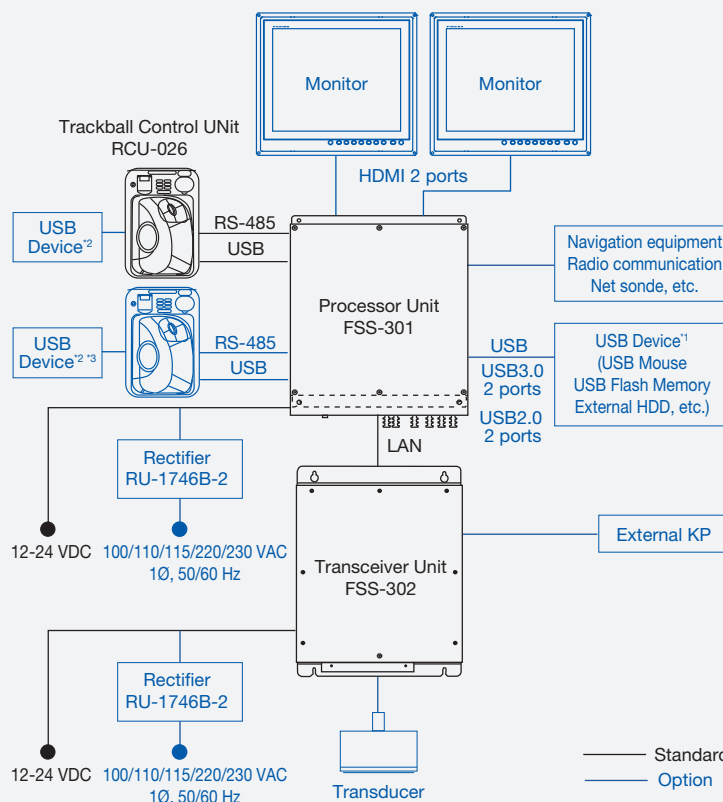 Monitor
Monitor
HDMI 2 ports
Trackball Control UNit
RCU-026
USB
Device*2
RS-485
USB
USB
Device*2 *3
RS-485
USB
Processor Unit
FSS-301
Navigation equipment
Radio communication
Net sonde, etc.
USB
USB3.0
2 ports
USB2.0
2 ports
USB Device*1
(USB Mouse
USB Flash Memory
External HDD, etc.)
LAN
Rectifier
RU-1746B-2
12-24 VDC
100/110/115/220/230 VAC
1Ø, 50/60 Hz
Transceiver Unit
FSS-302
External KP
Rectifier
RU-1746B-2
12-24 VDC
100/110/115/220/230 VAC
1Ø, 50/60 Hz
Transducer
Standard
Option